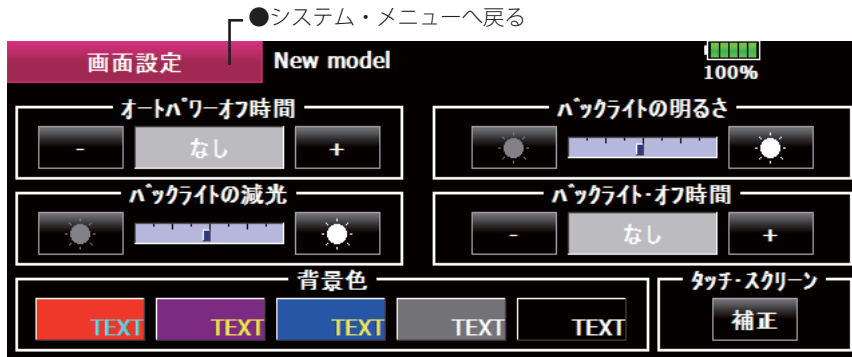 ●システム・メニューへ戻る
画面設定 New model 100%
ｵｰﾄﾊﾟﾜｰｵﾌ時間 ﾊﾞｯｸﾗｲﾄの明るさ
- なし +
ﾊﾞｯｸﾗｲﾄの減光 ﾊﾞｯｸﾗｲﾄ･ｵﾌ時間
- なし +
背景色 ﾀｯﾁ･ｽｸﾘｰﾝ
TEXT TEXT TEXT TEXT TEXT 補正